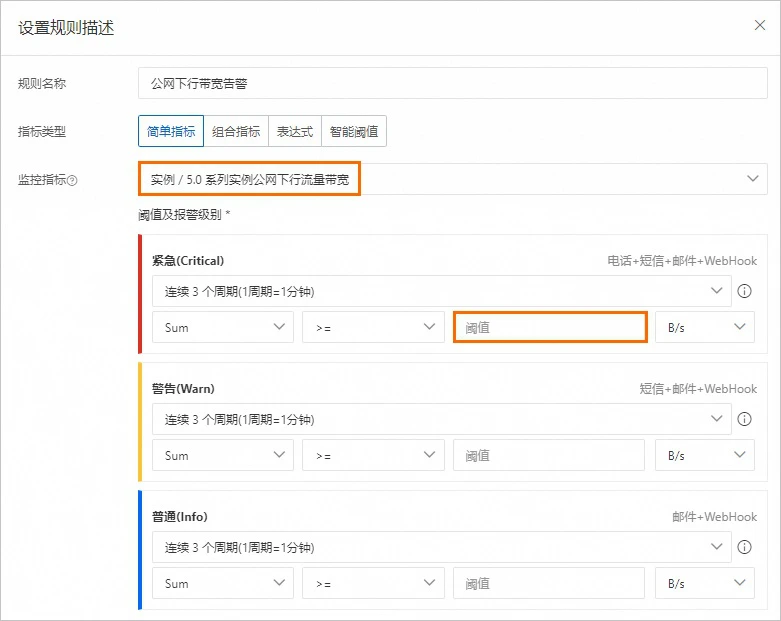 设置规则描述
规则名称
公网下行带宽告警
指标类型
简单指标 组合指标 表达式 智能阈值
监控指标
实例 / 5.0 系列实例公网下行流量带宽
阈值及报警级别 *
紧急(Critical) 电话+短信+邮件+WebHook
连续 3 个周期(1周期=1分钟)
Sum >= 阈值 B/s
警告(Warn) 短信+邮件+WebHook
连续 3 个周期(1周期=1分钟)
Sum >= 阈值 B/s
普通(Info) 邮件+WebHook
连续 3 个周期(1周期=1分钟)
Sum >= 阈值 B/s